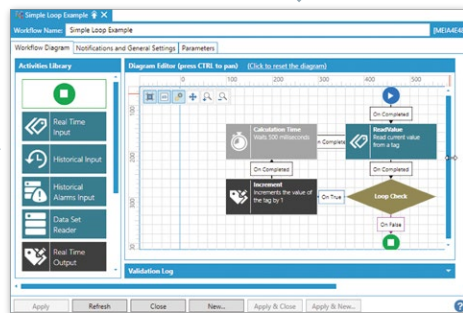 Simple Loop Example
Workflow Name: Simple Loop Example
Workflow Diagram Notifications and General Settings Parameters
Activities Library
Diagram Editor (press CTRL to pan) (Click to reset the diagram)
0 100 200 300 400 500
Real Time
Input
Historical Input
Historical
Alarms Input
Data Set
Reader
Real Time
Output
On Completed
Calculation Time
Waits 500 milliseconds
n Complete
ReadValue
Read current value
from a tag
On Completed
On Completed
Increment
Increments the value of
the tag by 1
On True
Loop Check
On False
100
200
300
Validation Log
Apply Refresh Close New... Apply & Close Apply & New...